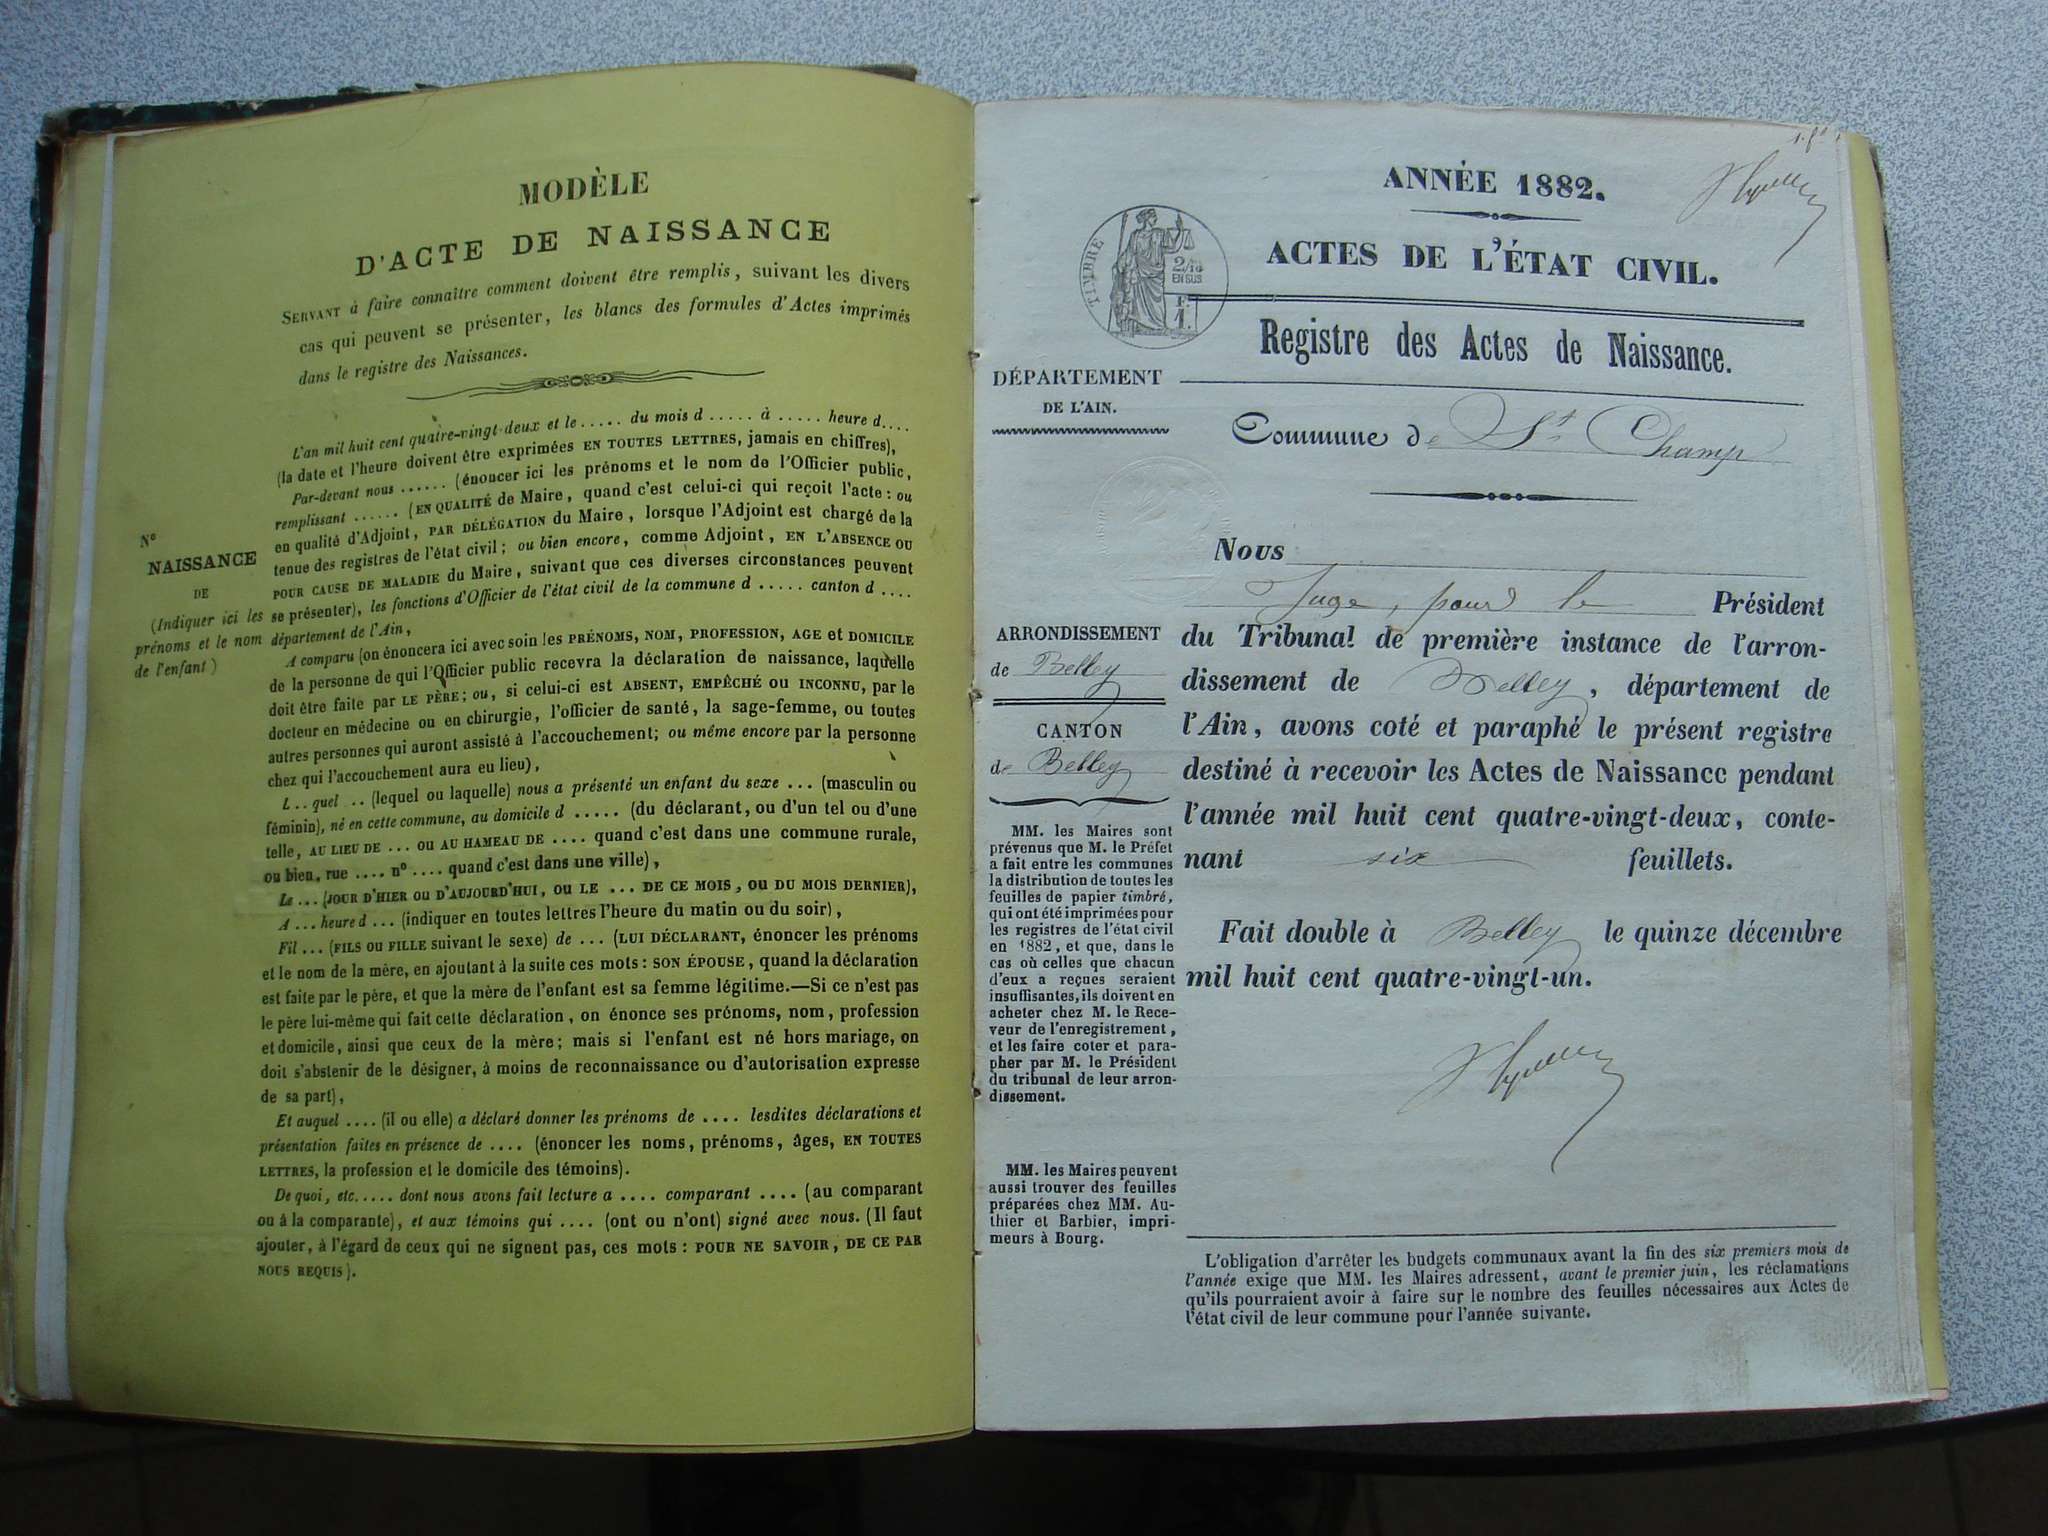 MODÈLE
D'ACTE DE NAISSANCE
SERVANT à faire connaître comment doivent être remplis, suivant les divers
cas qui peuvent se présenter, les blancs des formules d'Actes imprimés
dans le registre des Naissances.
N°
NAISSANCE
DE
(Indiquer ici les
prénoms et le nom
de l'enfant)
L'an mil huit cent quatre-vingt-deux et le ..... du mois d ..... à ..... heure d....
(la date et l'heure doivent être exprimées EN TOUTES LETTRES, jamais en chiffres),
Par-devant nous ...... (énoncer ici les prénoms et le nom de l'Officier public,
remplissant ...... (EN QUALITÉ de Maire, quand c'est celui-ci qui reçoit l'acte: ou
en qualité d'Adjoint, PAR DÉLÉGATION du Maire, lorsque l'Adjoint est chargé de la
tenue des registres de l'état civil; ou bien encore, comme Adjoint, EN L'ABSENCE OU
POUR CAUSE DE MALADIE du Maire, suivant que ces diverses circonstances peuvent
se présenter), les fonctions d'Officier de l'état civil de la commune d ..... canton d ....
département de l'Ain,
A comparu (on énoncera ici avec soin les PRÉNOMS, NOM, PROFESSION, AGE et DOMICILE
de la personne de qui l'Officier public recevra la déclaration de naissance, laquelle
doit être faite par LE PÈRE; ou, si celui-ci est ABSENT, EMPÊCHÉ ou INCONNU, par le
docteur en médecine ou en chirurgie, l'officier de santé, la sage-femme, ou toutes
autres personnes qui auront assisté à l'accouchement; ou même encore par la personne
chez qui l'accouchement aura eu lieu),
L .. quel .. (lequel ou laquelle) nous a présenté un enfant du sexe ... (masculin ou
féminin), né en cette commune, au domicile d ..... (du déclarant, ou d'un tel ou d'une
telle, AU LIEU DE ... ou AU HAMEAU DE .... quand c'est dans une commune rurale,
ou bien, rue .... n° .... quand c'est dans une ville),
Le ... (JOUR D'HIER ou D'AUJOURD'HUI, OU LE ... DE CE MOIS, OU DU MOIS DERNIER),
A ... heure d ... (indiquer en toutes lettres l'heure du matin ou du soir),
Fil ... (FILS OU FILLE suivant le sexe) de ... (LUI DÉCLARANT, énoncer les prénoms
et le nom de la mère, en ajoutant à la suite ces mots: SON ÉPOUSE, quand la déclaration
est faite par le père, et que la mère de l'enfant est sa femme légitime.—Si ce n'est pas
le père lui-même qui fait cette déclaration, on énonce ses prénoms, nom, profession
et domicile, ainsi que ceux de la mère; mais si l'enfant est né hors mariage, on
doit s'abstenir de le désigner, à moins de reconnaissance ou d'autorisation expresse
de sa part),
Et auquel .... (il ou elle) a déclaré donner les prénoms de .... lesdites déclarations et
présentation faites en présence de .... (énoncer les noms, prénoms, âges, EN TOUTES
LETTRES, la profession et le domicile des témoins).
De quoi, etc..... dont nous avons fait lecture a .... comparant .... (au comparant
ou à la comparante), et aux témoins qui .... (ont ou n'ont) signé avec nous. (Il faut
ajouter, à l'égard de ceux qui ne signent pas, ces mots: POUR NE SAVOIR, DE CE PAR
NOUS REQUIS).
ANNÉE 1882.
ACTES DE L'ÉTAT CIVIL.
TIMBRE
2/10
EN SUS
F.
1.
Registre des Actes de Naissance.
DÉPARTEMENT
DE L'AIN.
Commune de St Champ
Nous
Juge, pour le Président
du Tribunal de première instance de l'arron-
dissement de Belley, département de
l'Ain, avons coté et paraphé le présent registre
destiné à recevoir les Actes de Naissance pendant
l'année mil huit cent quatre-vingt-deux, conte-
nant six feuillets.
Fait double à Belley le quinze décembre
mil huit cent quatre-vingt-un.
ARRONDISSEMENT
de Belley
CANTON
de Belley
MM. les Maires sont
prévenus que M. le Préfet
a fait entre les communes
la distribution de toutes les
feuilles de papier timbré,
qui ont été imprimées pour
les registres de l'état civil
en 1882, et que, dans le
cas où celles que chacun
d'eux a reçues seraient
insuffisantes, ils doivent en
acheter chez M. le Rece-
veur de l'enregistrement,
et les faire coter et para-
pher par M. le Président
du tribunal de leur arron-
dissement.
MM. les Maires peuvent
aussi trouver des feuilles
préparées chez MM. Au-
thier et Barbier, impri-
meurs à Bourg.
L'obligation d'arrêter les budgets communaux avant la fin des six premiers mois de
l'année exige que MM. les Maires adressent, avant le premier juin, les réclamations
qu'ils pourraient avoir à faire sur le nombre des feuilles nécessaires aux Actes de
l'état civil de leur commune pour l'année suivante.